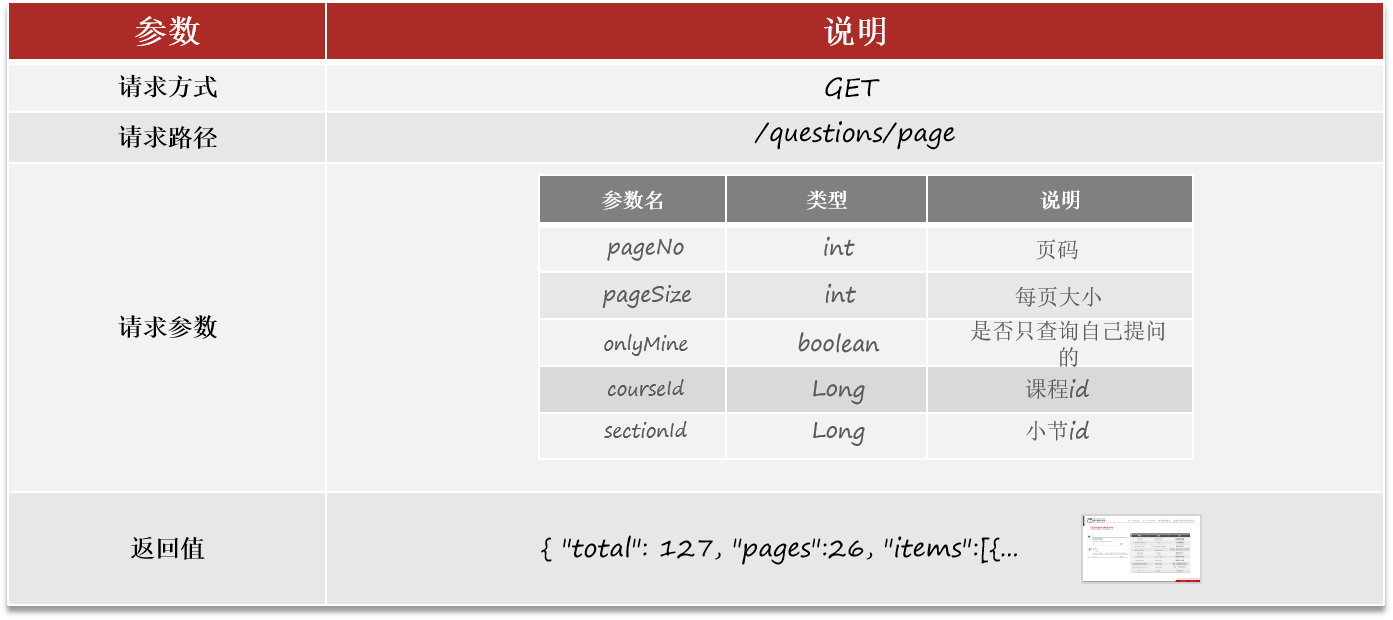 参数 说明
请求方式 GET
请求路径 /questions/page
请求参数
参数名 类型 说明
pageNo int 页码
pageSize int 每页大小
onlyMine boolean 是否只查询自己提问
的
courseId Long 课程id
sectionId Long 小节id
返回值 { "total": 127, "pages":26, "items":[{...